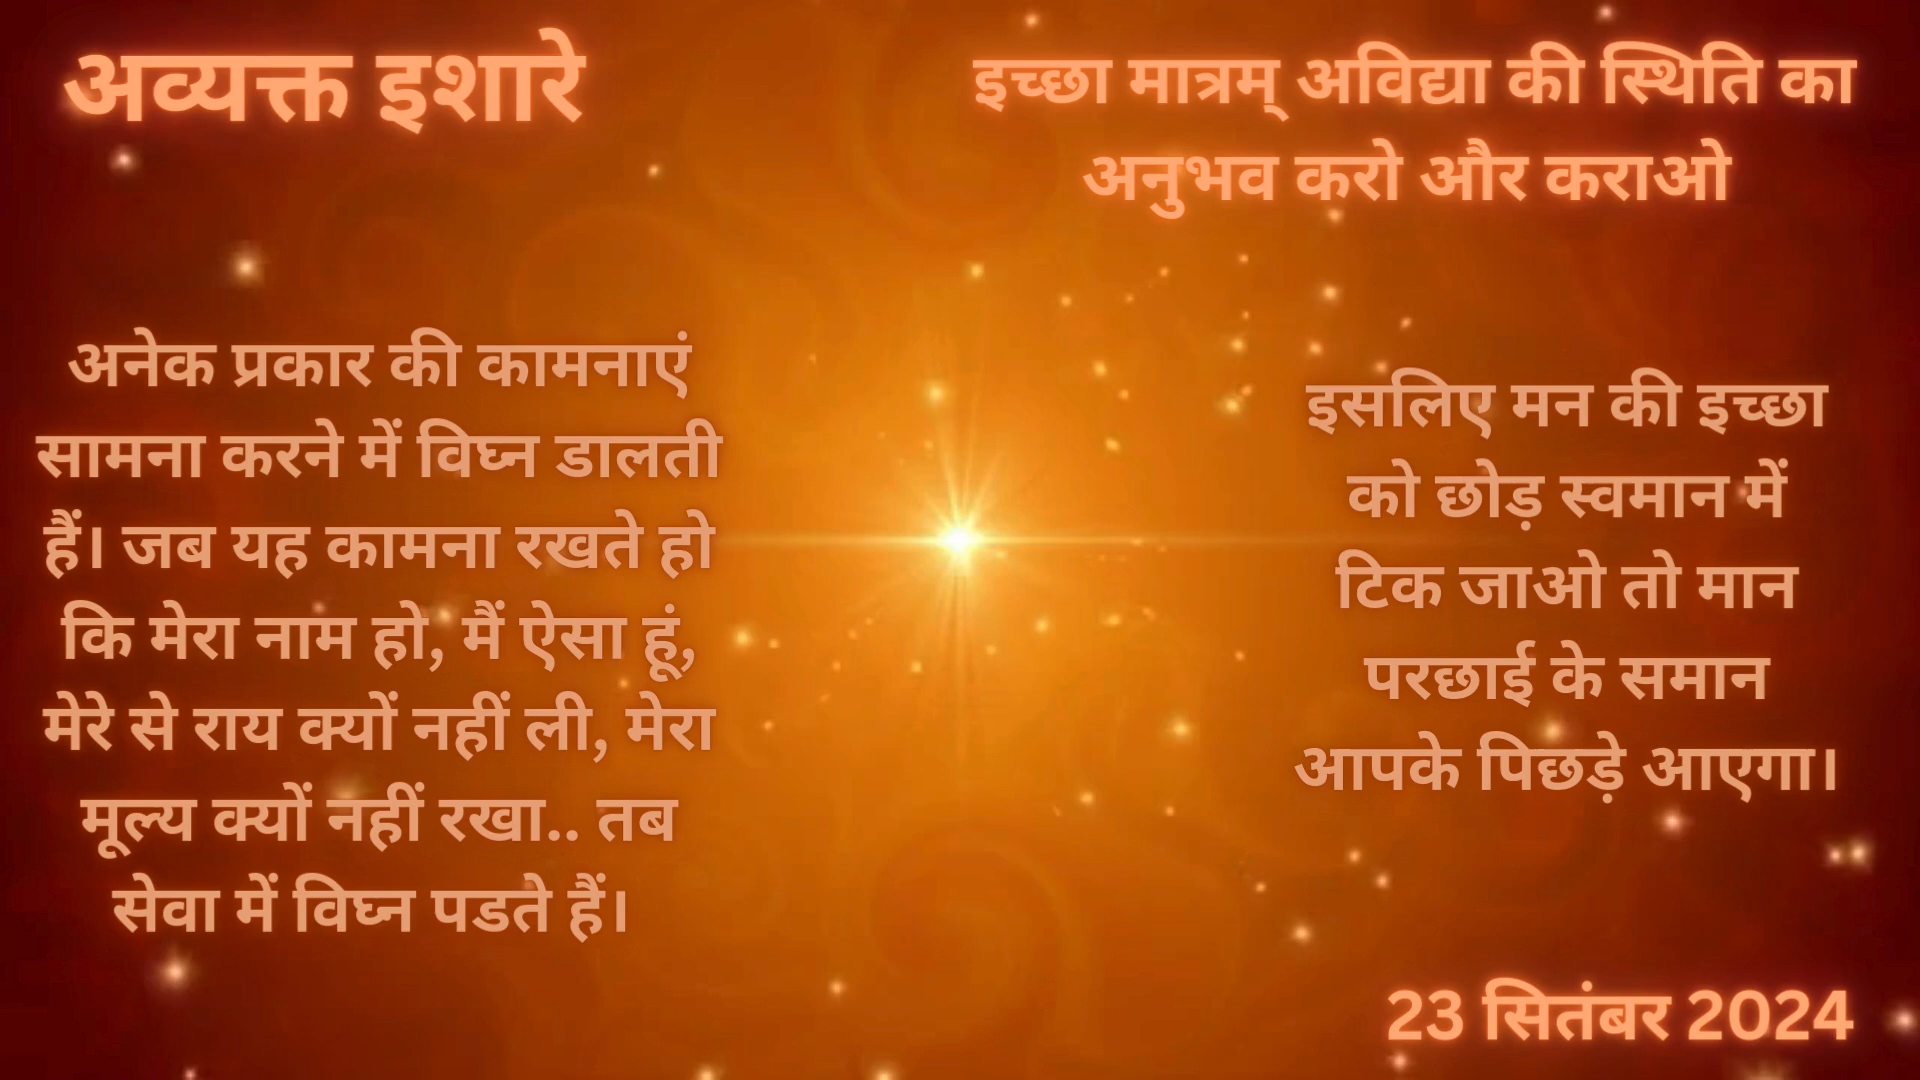 अव्यक्त इशारे
इच्छा मात्रम् अविद्या की स्थिति का
अनुभव करो और कराओ
अनेक प्रकार की कामनाएं
सामना करने में विघ्न डालती
हैं। जब यह कामना रखते हो
कि मेरा नाम हो, मैं ऐसा हूं,
मेरे से राय क्यों नहीं ली, मेरा
मूल्य क्यों नहीं रखा.. तब
सेवा में विघ्न पडते हैं।
इसलिए मन की इच्छा
को छोड़ स्वमान में
टिक जाओ तो मान
परछाई के समान
आपके पिछड़े आएगा।
23 सितंबर 2024